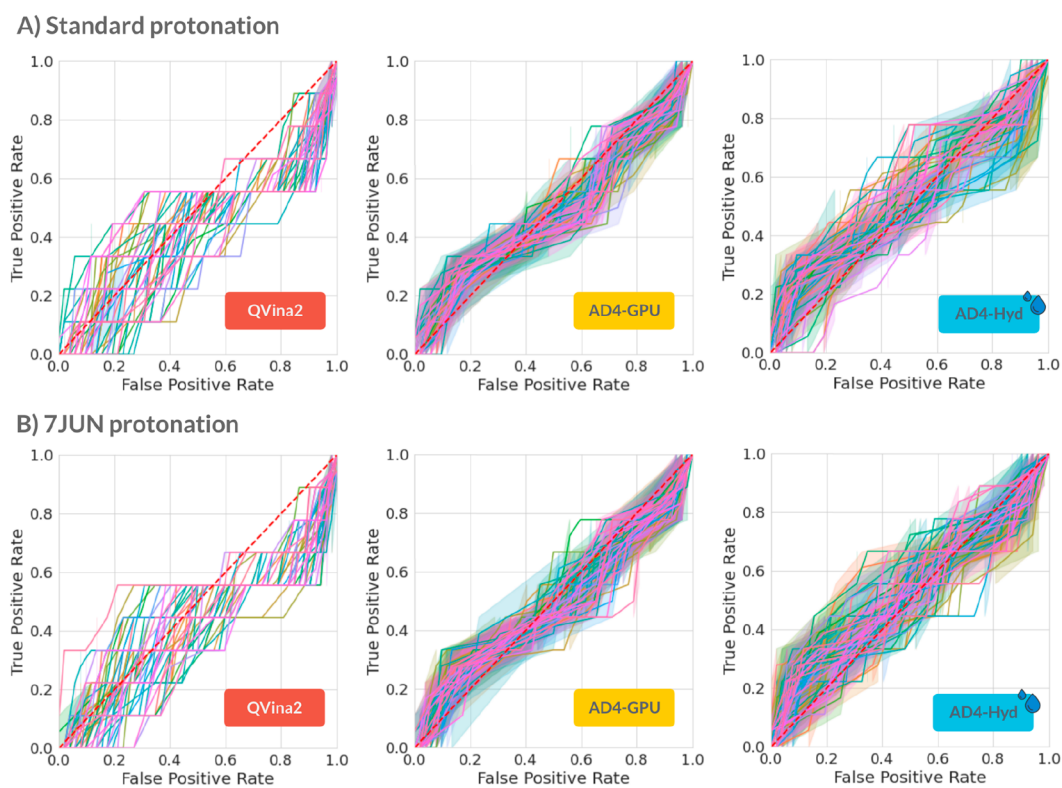 A) Standard protonation
1.0
0.8
0.6
0.4
0.2
0.0
True Positive Rate
QVina2
0.0 0.2 0.4 0.6 0.8 1.0
False Positive Rate
1.0
0.8
0.6
0.4
0.2
0.0
True Positive Rate
AD4-GPU
0.0 0.2 0.4 0.6 0.8 1.0
False Positive Rate
1.0
0.8
0.6
0.4
0.2
0.0
True Positive Rate
AD4-Hyd
0.0 0.2 0.4 0.6 0.8 1.0
False Positive Rate
B) 7JUN protonation
1.0
0.8
0.6
0.4
0.2
0.0
True Positive Rate
QVina2
0.0 0.2 0.4 0.6 0.8 1.0
False Positive Rate
1.0
0.8
0.6
0.4
0.2
0.0
True Positive Rate
AD4-GPU
0.0 0.2 0.4 0.6 0.8 1.0
False Positive Rate
1.0
0.8
0.6
0.4
0.2
0.0
True Positive Rate
AD4-Hyd
0.0 0.2 0.4 0.6 0.8 1.0
False Positive Rate